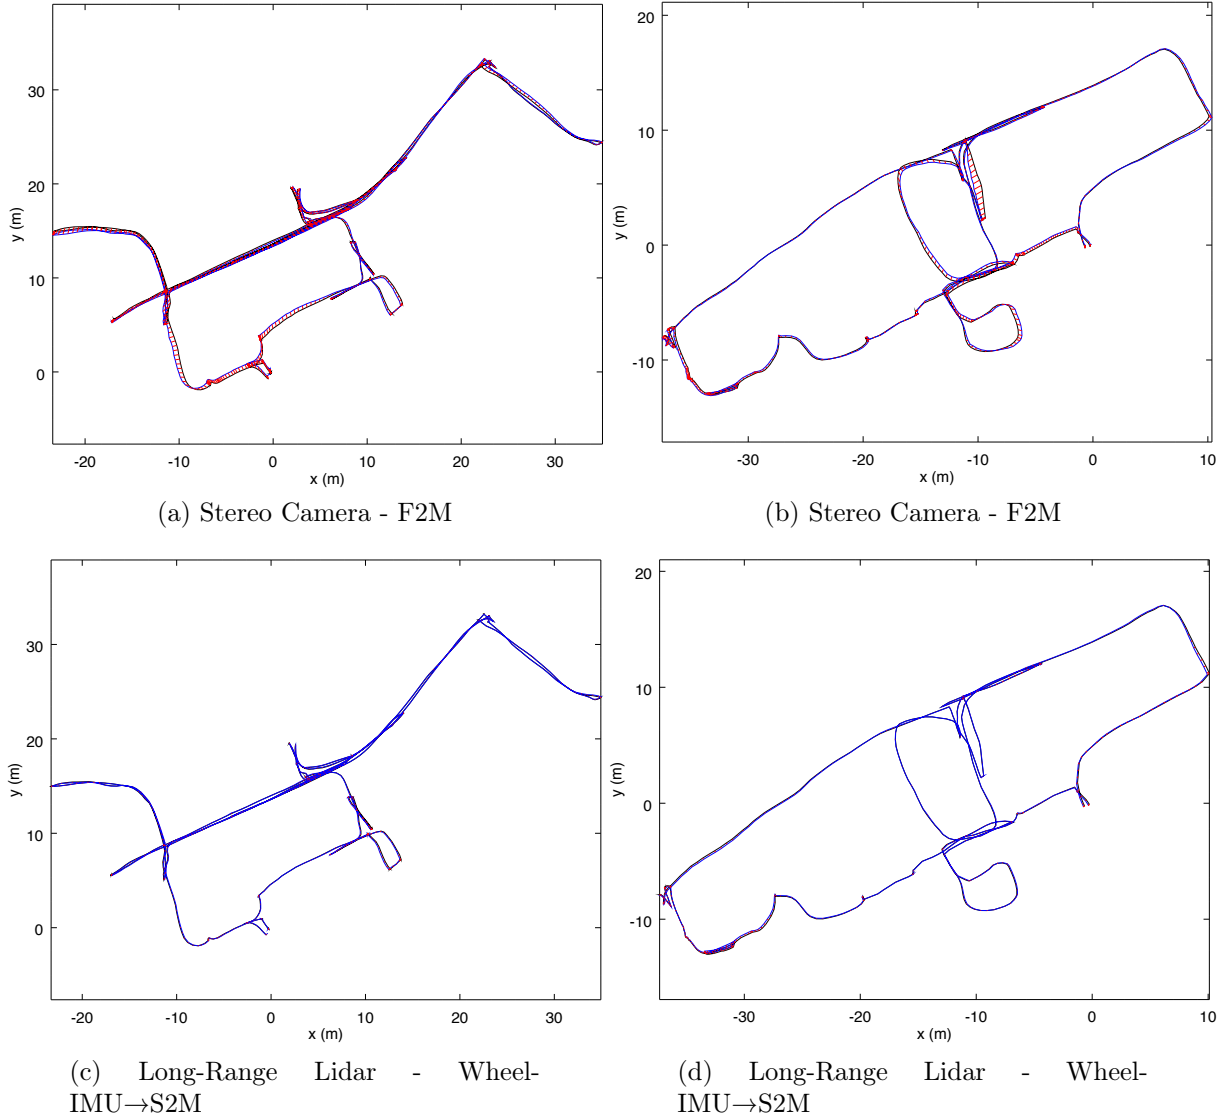 30
20
10
0
y (m)
-20
-10
0
10
20
30
x (m)
(a) Stereo Camera - F2M
20
10
0
-10
y (m)
-30
-20
-10
0
10
x (m)
(b) Stereo Camera - F2M
30
20
10
0
y (m)
-20
-10
0
10
20
30
x (m)
(c) Long-Range Lidar - Wheel-
IMU→S2M
20
10
0
-10
y (m)
-30
-20
-10
0
10
x (m)
(d) Long-Range Lidar - Wheel-
IMU→S2M